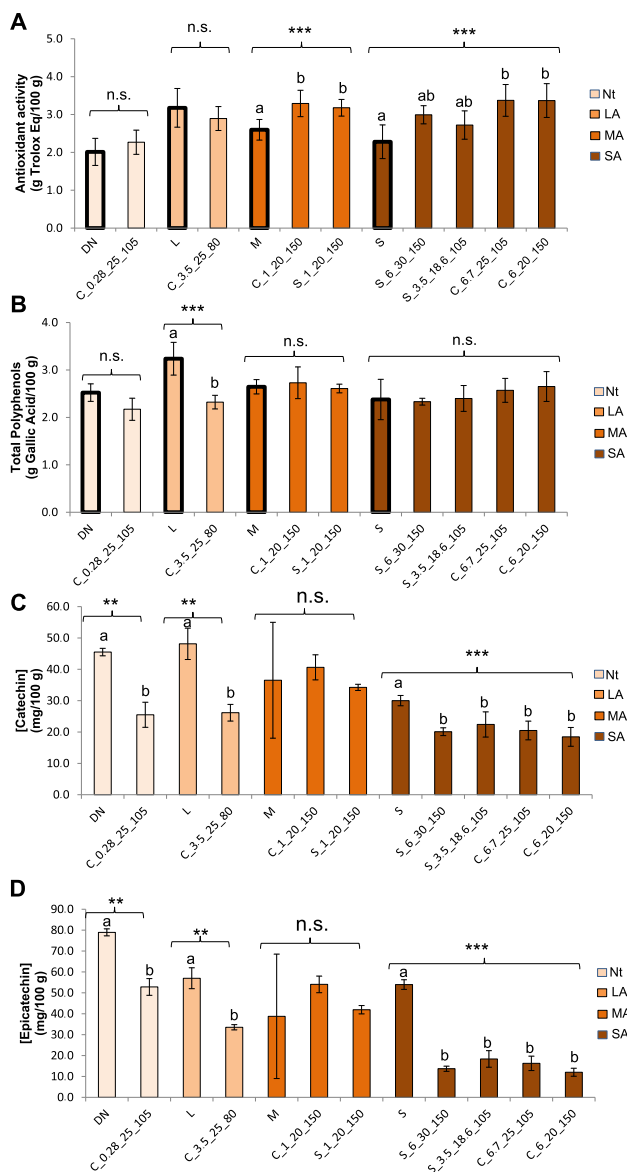 A
Antioxidant activity
(g Trolox Eq/100 g)
5.0
4.0
3.0
2.0
1.0
0.0
n.s.
n.s.
***
***
a
b
b
a
ab
ab
b
b
DN
C_0.28_25_105
L
C_3.5_25_80
M
C_1_20_150
S_1_20_150
S
S_6_30_150
S_3.5_18.6_105
C_6.7_25_105
C_6_20_150
Nt
LA
MA
SA
B
Total Polyphenols
(g Gallic Acid/100 g)
4.0
3.0
2.0
1.0
0.0
n.s.
***
n.s.
n.s.
a
b
DN
C_0.28_25_105
L
C_3.5_25_80
M
C_1_20_150
S_1_20_150
S
S_6_30_150
S_3.5_18.6_105
C_6.7_25_105
C_6_20_150
Nt
LA
MA
SA
C
[Catechin]
(mg/100 g)
60.0
50.0
40.0
30.0
20.0
10.0
0.0
**
**
n.s.
***
a
b
a
b
a
b
b
b
b
DN
C_0.28_25_105
L
C_3.5_25_80
M
C_1_20_150
S_1_20_150
S
S_6_30_150
S_3.5_18.6_105
C_6.7_25_105
C_6_20_150
Nt
LA
MA
SA
D
[Epicatechin]
(mg/100 g)
90.0
80.0
70.0
60.0
50.0
40.0
30.0
20.0
10.0
0.0
**
**
n.s.
***
a
b
a
b
a
b
b
b
b
DN
C_0.28_25_105
L
C_3.5_25_80
M
C_1_20_150
S_1_20_150
S
S_6_30_150
S_3.5_18.6_105
C_6.7_25_105
C_6_20_150
Nt
LA
MA
SA